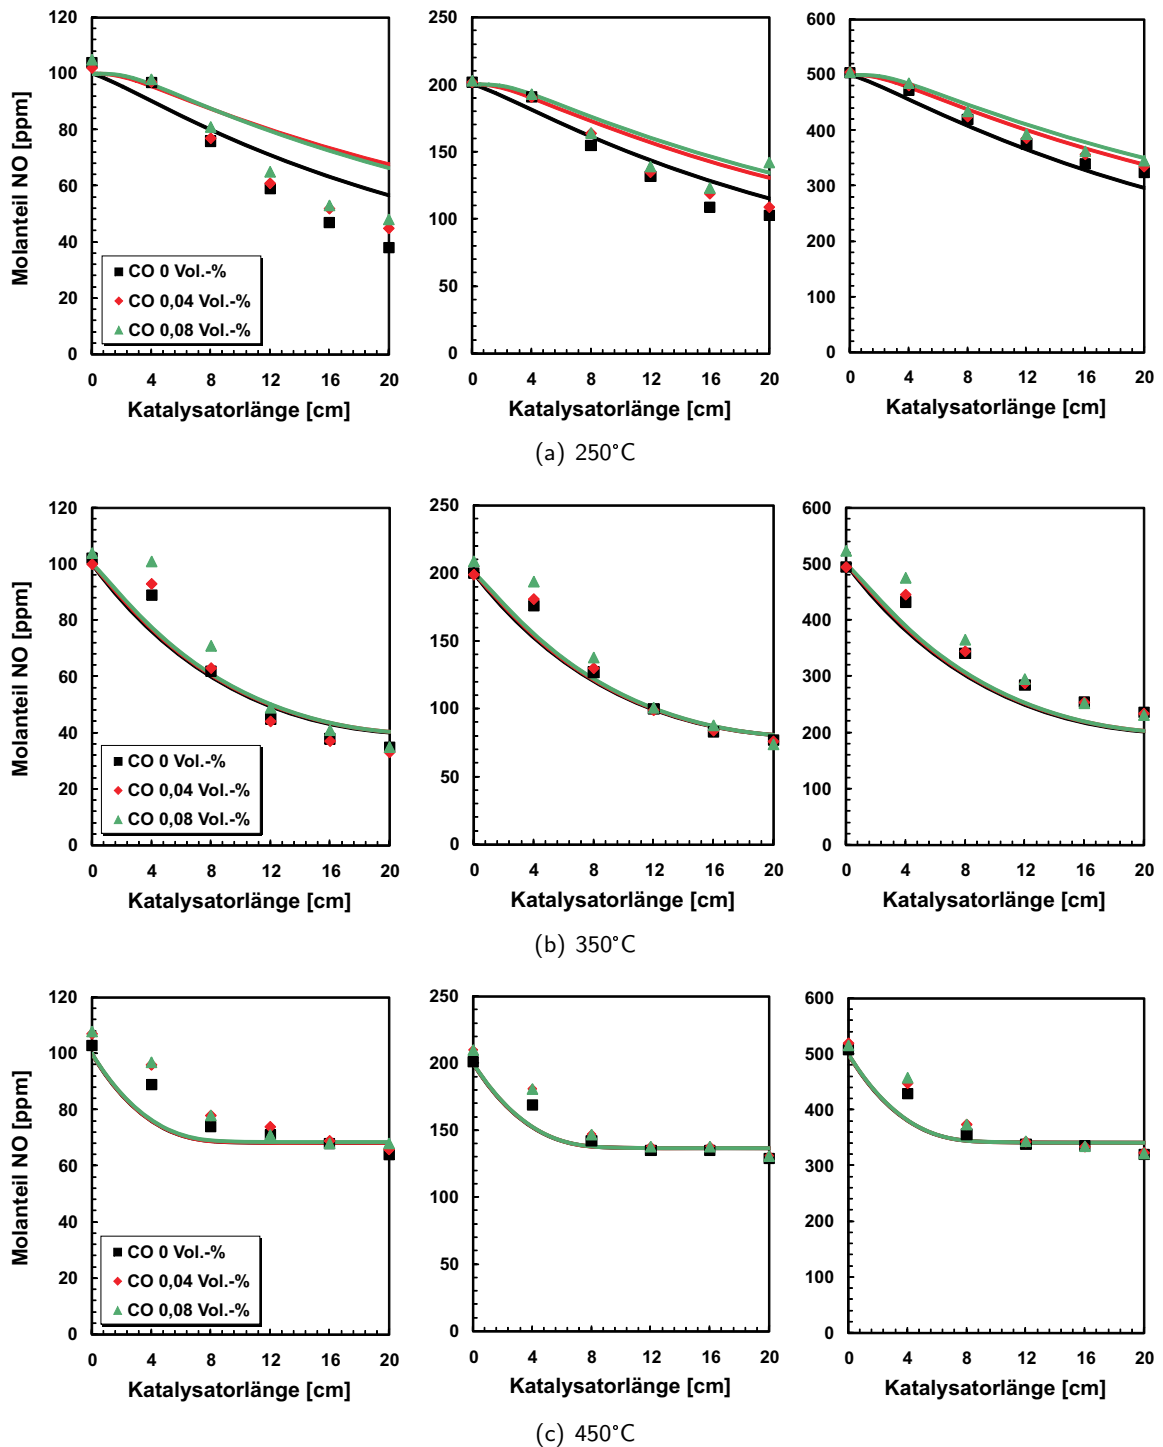 120
100
80
60
40
20
0
Molanteil NO [ppm]
CO 0 Vol.-%
CO 0,04 Vol.-%
CO 0,08 Vol.-%
0 4 8 12 16 20
Katalysatorlänge [cm]
250
200
150
100
50
0
0 4 8 12 16 20
Katalysatorlänge [cm]
600
500
400
300
200
100
0
0 4 8 12 16 20
Katalysatorlänge [cm]
(a) 250°C
120
100
80
60
40
20
0
Molanteil NO [ppm]
CO 0 Vol.-%
CO 0,04 Vol.-%
CO 0,08 Vol.-%
0 4 8 12 16 20
Katalysatorlänge [cm]
250
200
150
100
50
0
0 4 8 12 16 20
Katalysatorlänge [cm]
600
500
400
300
200
100
0
0 4 8 12 16 20
Katalysatorlänge [cm]
(b) 350°C
120
100
80
60
40
20
0
Molanteil NO [ppm]
CO 0 Vol.-%
CO 0,04 Vol.-%
CO 0,08 Vol.-%
0 4 8 12 16 20
Katalysatorlänge [cm]
250
200
150
100
50
0
0 4 8 12 16 20
Katalysatorlänge [cm]
600
500
400
300
200
100
0
0 4 8 12 16 20
Katalysatorlänge [cm]
(c) 450°C